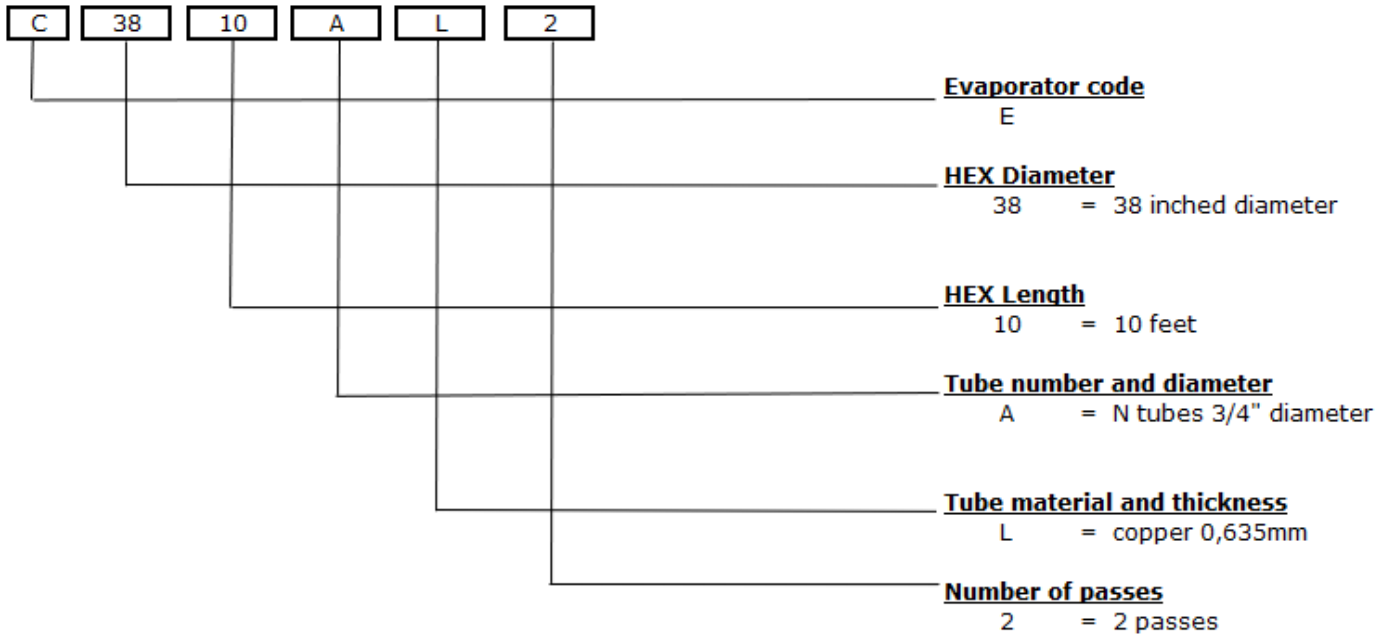 C 38 10 A L 2
Evaporator code
E
HEX Diameter
38 = 38 inched diameter
HEX Length
10 = 10 feet
Tube number and diameter
A = N tubes 3/4" diameter
Tube material and thickness
L = copper 0,635mm
Number of passes
2 = 2 passes